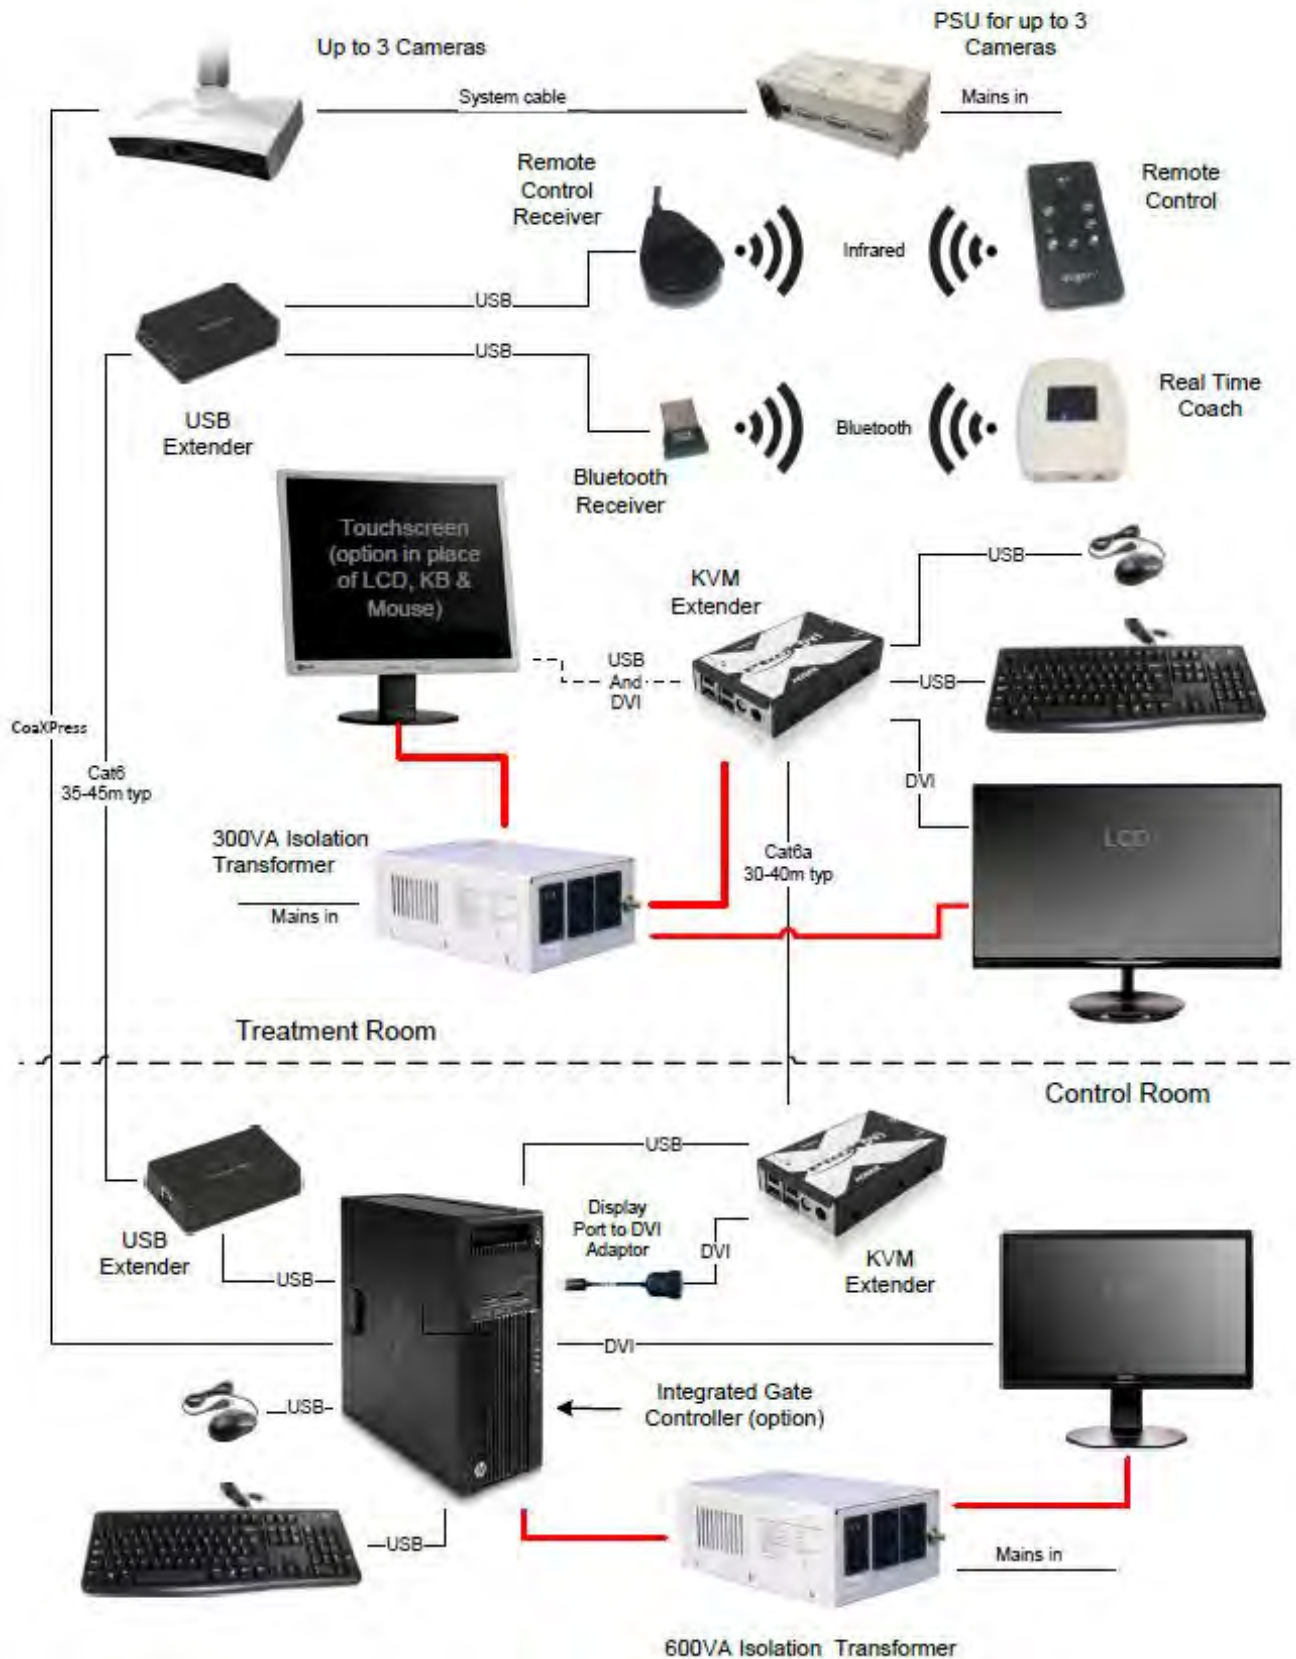 Up to 3 Cameras
PSU for up to 3
Cameras
System cable
Mains in
Remote
Control
Receiver
Infrared
Remote
Control
USB
USB
USB
Extender
Bluetooth
Receiver
Bluetooth
Real Time
Coach
Touchscreen
(option in place
of LCD, KB &
Mouse)
KVM
Extender
USB
USB
And
DVI
USB
DVI
CoaXPress
Cat6
35-45m typ
LCD
300VA Isolation
Transformer
Cat6a
30-40m typ
Mains in
Treatment Room
Control Room
USB
Display
Port to DVI
Adaptor
DVI
USB
Extender
KVM
Extender
USB
DVI
Integrated Gate
Controller (option)
USB
USB
Mains in
600VA Isolation Transformer